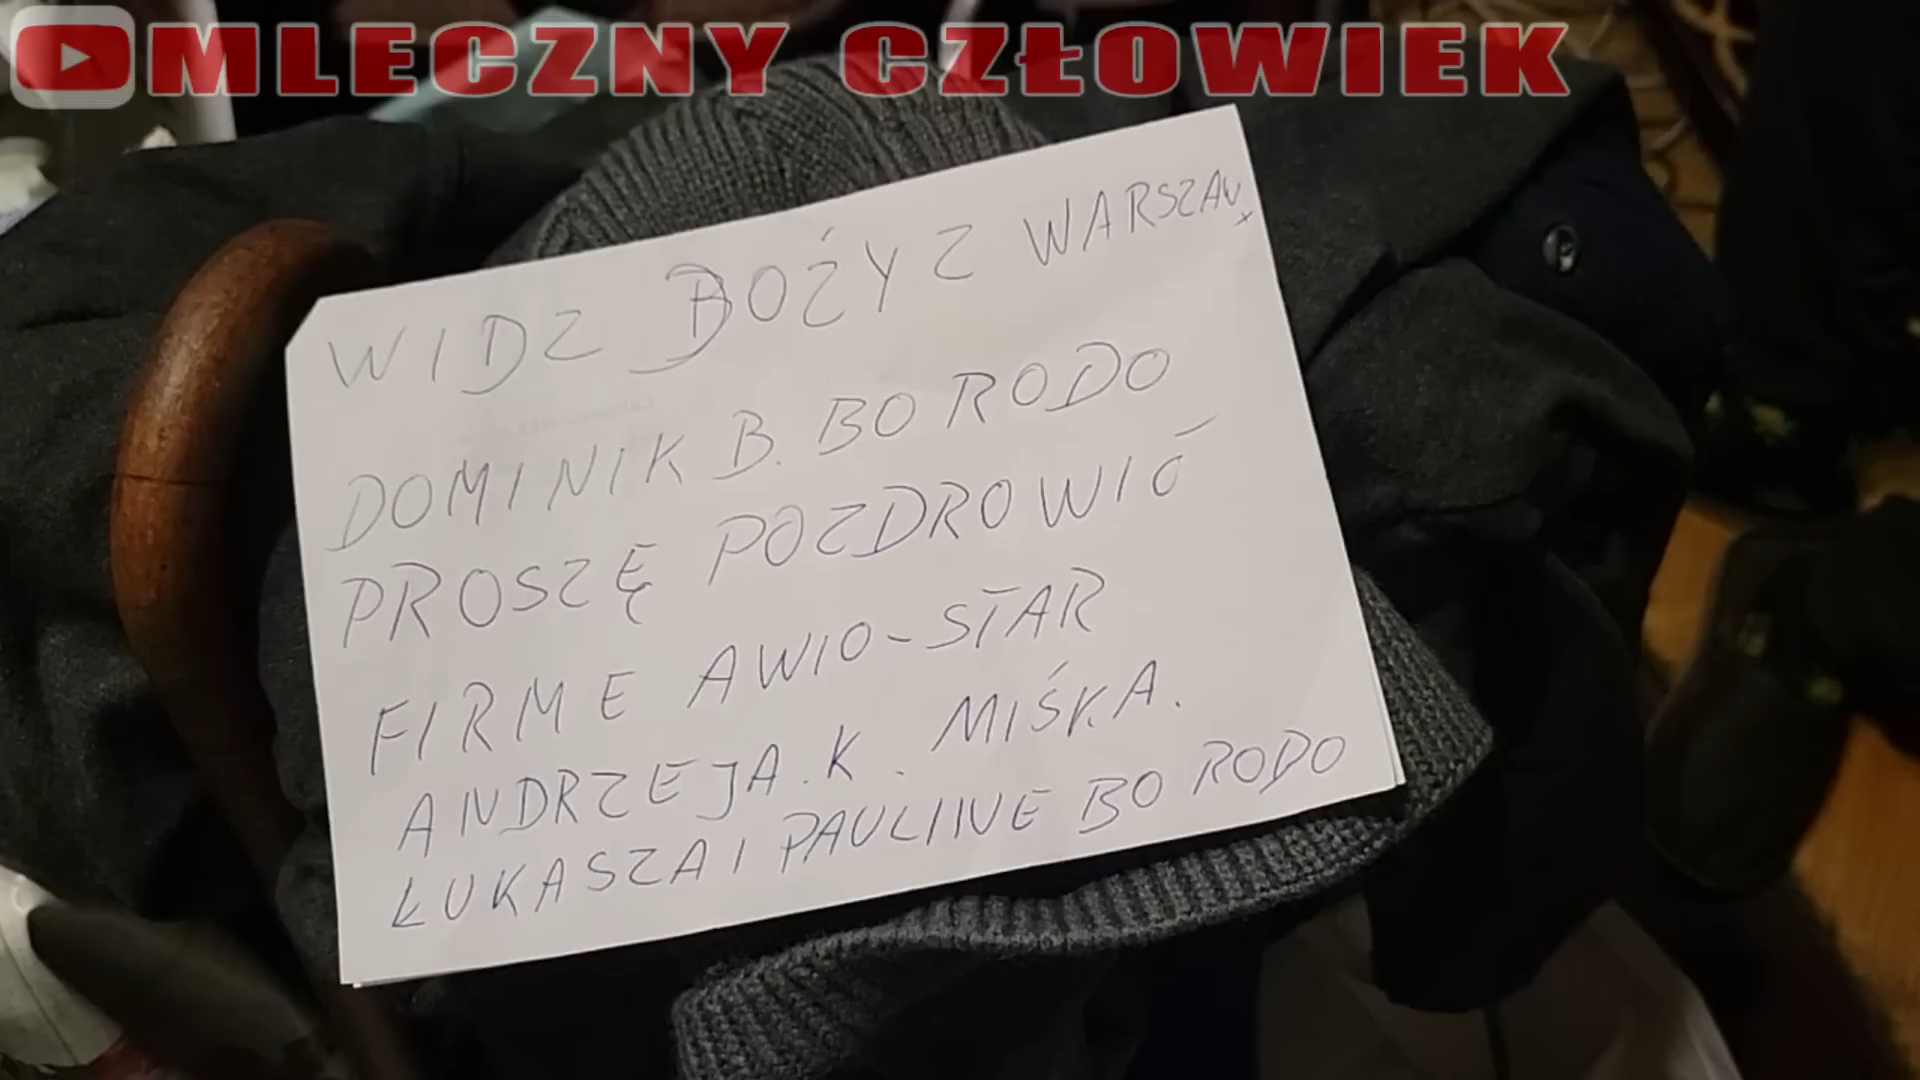 MLECZNY CZŁOWIEK
WIDZ BOŻY Z WARSZAWY
DOMINIK B. BORODO
PROSZĘ POZDROWIĆ
FIRME AWIO-STAR
ANDRZEJA.K. MIŚKA.
ŁUKASZA I PAULINE BORODO